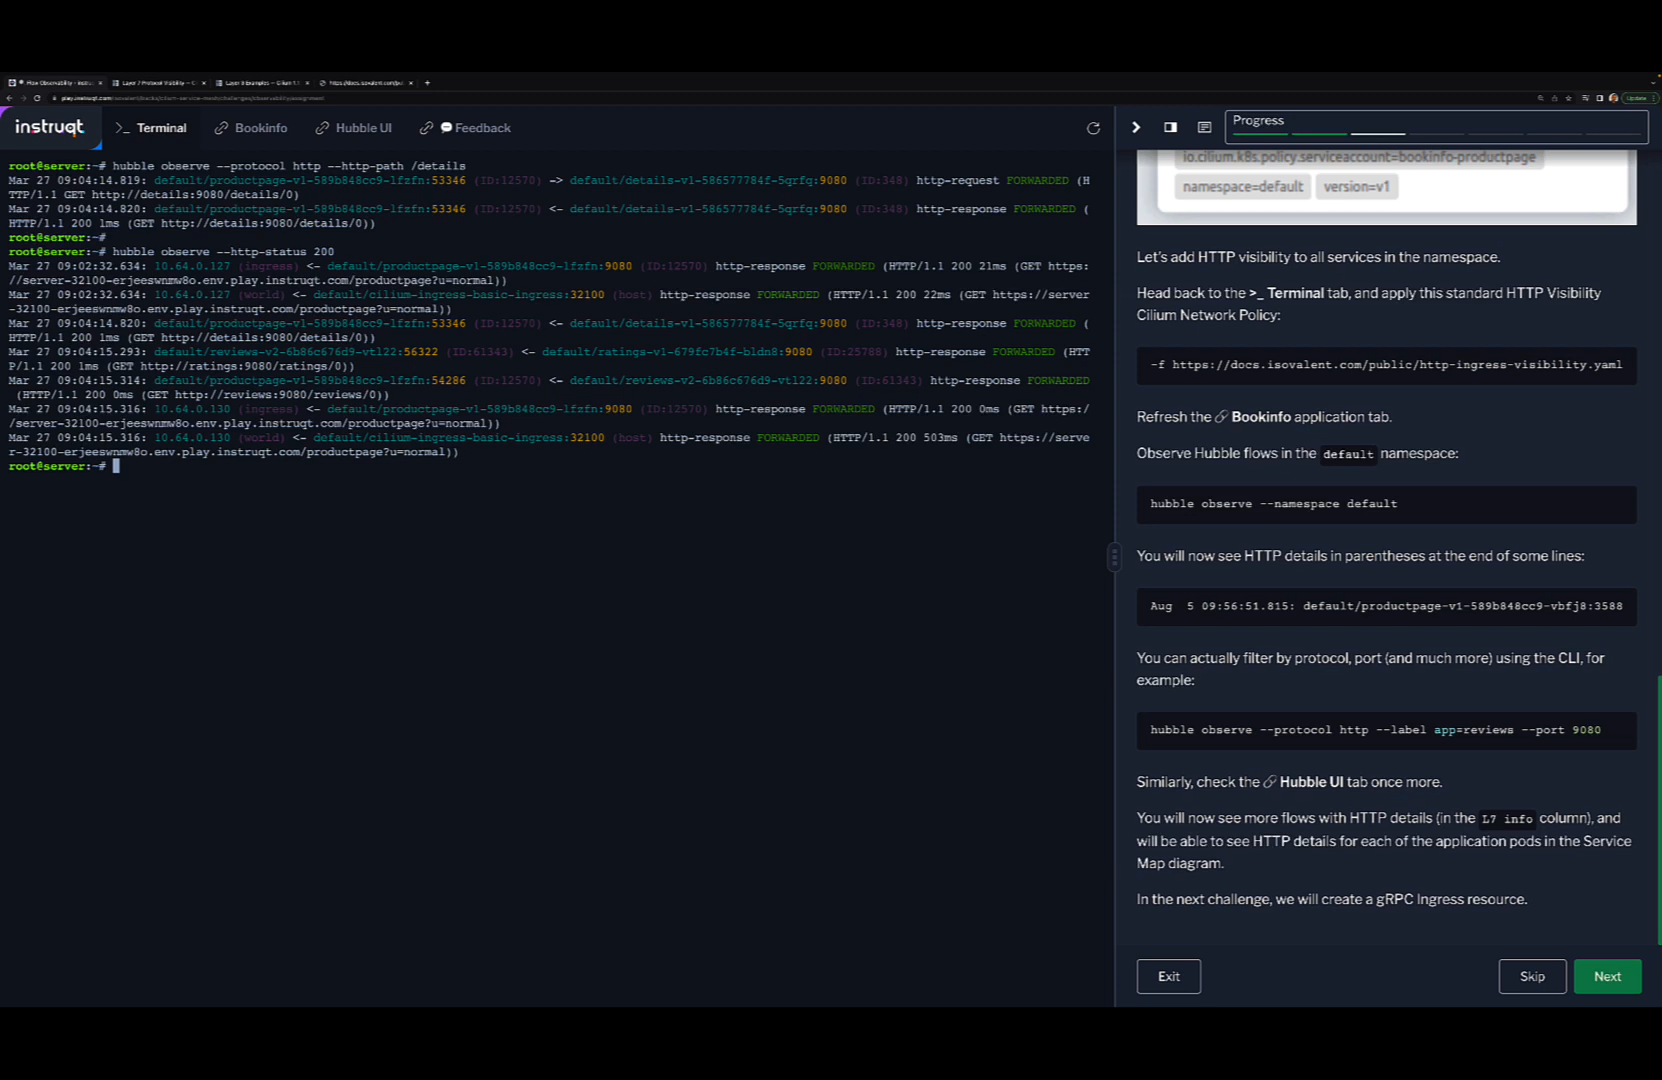 Flow Observability - Instruqt
Layer 7 Protocol Visibility — C
Layer 3 Examples — Cilium 1.1
https://docs.isovalent.com/pu
Update
instruqt
>_ Terminal
Bookinfo
Hubble UI
Feedback
Progress
root@server:~# hubble observe --protocol http --http-path /details
Mar 27 09:04:14.819: default/productpage-v1-589b848cc9-lfzfn:53346 (ID:12570) -> default/details-v1-586577784f-5qrfq:9080 (ID:348) http-request FORWARDED (H
TTP/1.1 GET http://details:9080/details/0)
Mar 27 09:04:14.820: default/productpage-v1-589b848cc9-lfzfn:53346 (ID:12570) <- default/details-v1-586577784f-5qrfq:9080 (ID:348) http-response FORWARDED (
HTTP/1.1 200 1ms (GET http://details:9080/details/0))
root@server:~#
root@server:~# hubble observe --http-status 200
Mar 27 09:02:32.634: 10.64.0.127 (ingress) <- default/productpage-v1-589b848cc9-lfzfn:9080 (ID:12570) http-response FORWARDED (HTTP/1.1 200 21ms (GET https:
//server-32100-erjeeswnmw8o.env.play.instruqt.com/productpage?u=normal))
Mar 27 09:02:32.634: 10.64.0.127 (world) <- default/cilium-ingress-basic-ingress:32100 (host) http-response FORWARDED (HTTP/1.1 200 22ms (GET https://server
-32100-erjeeswnmw8o.env.play.instruqt.com/productpage?u=normal))
Mar 27 09:04:14.820: default/productpage-v1-589b848cc9-lfzfn:53346 (ID:12570) <- default/details-v1-586577784f-5qrfq:9080 (ID:348) http-response FORWARDED (
HTTP/1.1 200 1ms (GET http://details:9080/details/0))
Mar 27 09:04:15.293: default/reviews-v2-6b86c676d9-vtl22:56322 (ID:61343) <- default/ratings-v1-679fc7b4f-bldn8:9080 (ID:25788) http-response FORWARDED (HTT
P/1.1 200 1ms (GET http://ratings:9080/ratings/0))
Mar 27 09:04:15.314: default/productpage-v1-589b848cc9-lfzfn:54286 (ID:12570) <- default/reviews-v2-6b86c676d9-vtl22:9080 (ID:61343) http-response FORWARDED
(HTTP/1.1 200 0ms (GET http://reviews:9080/reviews/0))
Mar 27 09:04:15.316: 10.64.0.130 (ingress) <- default/productpage-v1-589b848cc9-lfzfn:9080 (ID:12570) http-response FORWARDED (HTTP/1.1 200 0ms (GET https:/
/server-32100-erjeeswnmw8o.env.play.instruqt.com/productpage?u=normal))
Mar 27 09:04:15.316: 10.64.0.130 (world) <- default/cilium-ingress-basic-ingress:32100 (host) http-response FORWARDED (HTTP/1.1 200 503ms (GET https://serve
r-32100-erjeeswnmw8o.env.play.instruqt.com/productpage?u=normal))
root@server:~#
io.cilium.k8s.policy.serviceaccount=bookinfo-productpage
namespace=default version=v1
Let's add HTTP visibility to all services in the namespace.
Head back to the >_ Terminal tab, and apply this standard HTTP Visibility
Cilium Network Policy:
-f https://docs.isovalent.com/public/http-ingress-visibility.yaml
Refresh the Bookinfo application tab.
Observe Hubble flows in the default namespace:
hubble observe --namespace default
You will now see HTTP details in parentheses at the end of some lines:
Aug 5 09:56:51.815: default/productpage-v1-589b848cc9-vbfj8:3588
You can actually filter by protocol, port (and much more) using the CLI, for
example:
hubble observe --protocol http --label app=reviews --port 9080
Similarly, check the Hubble UI tab once more.
You will now see more flows with HTTP details (in the L7 info column), and
will be able to see HTTP details for each of the application pods in the Service
Map diagram.
In the next challenge, we will create a gRPC Ingress resource.
Exit
Skip
Next